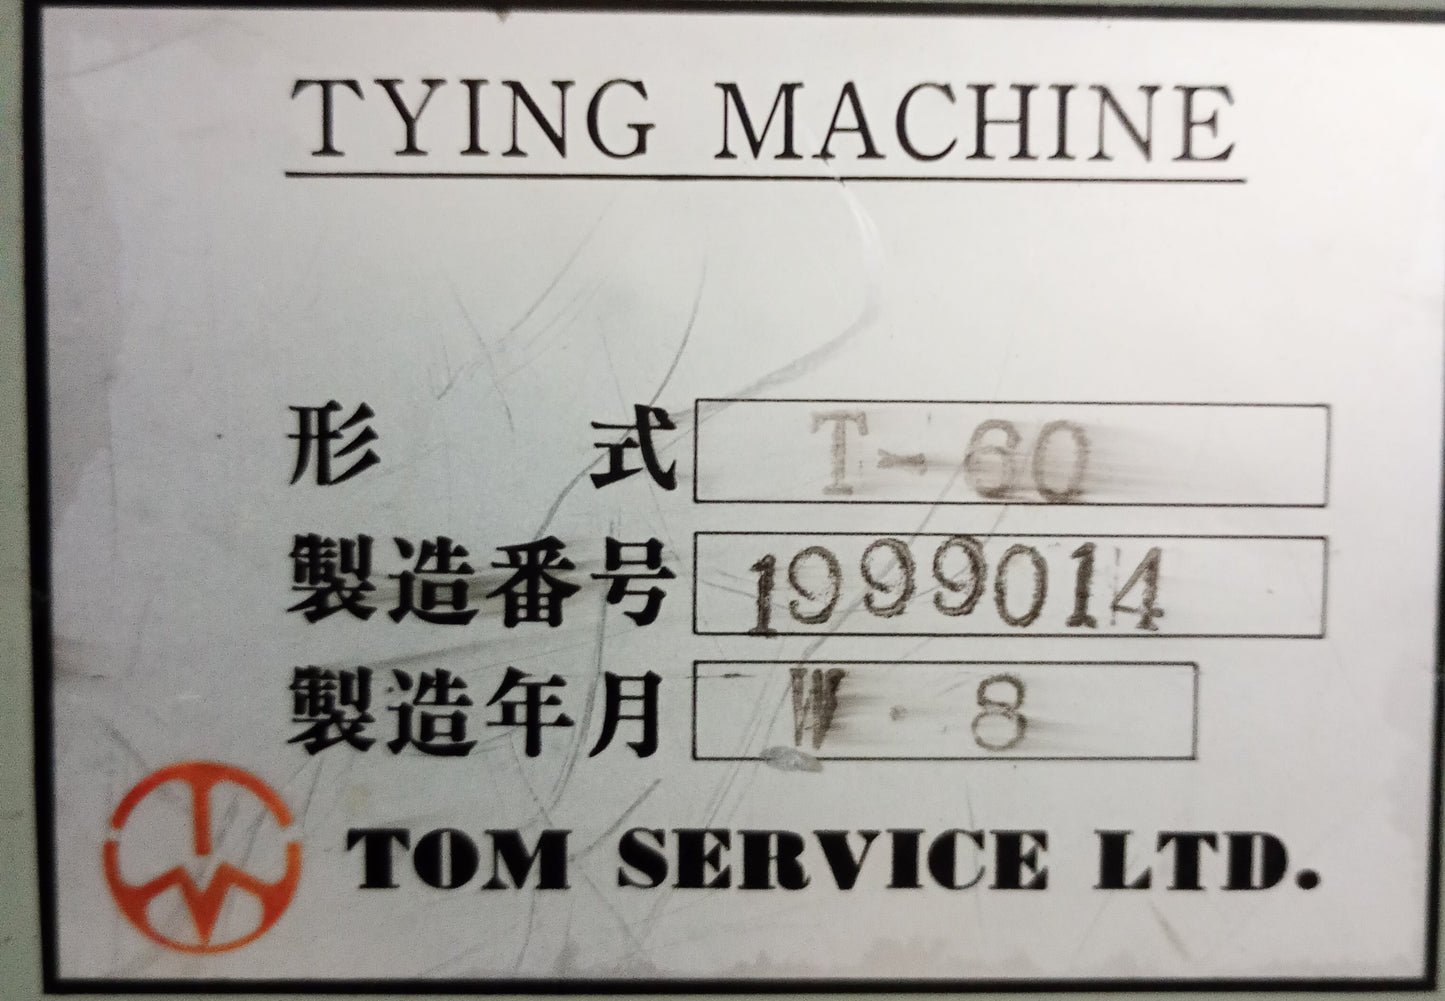 TYING MACHINE
形式 T-60
製造番号 1999014
製造年月 W・8
TOM SERVICE LTD.